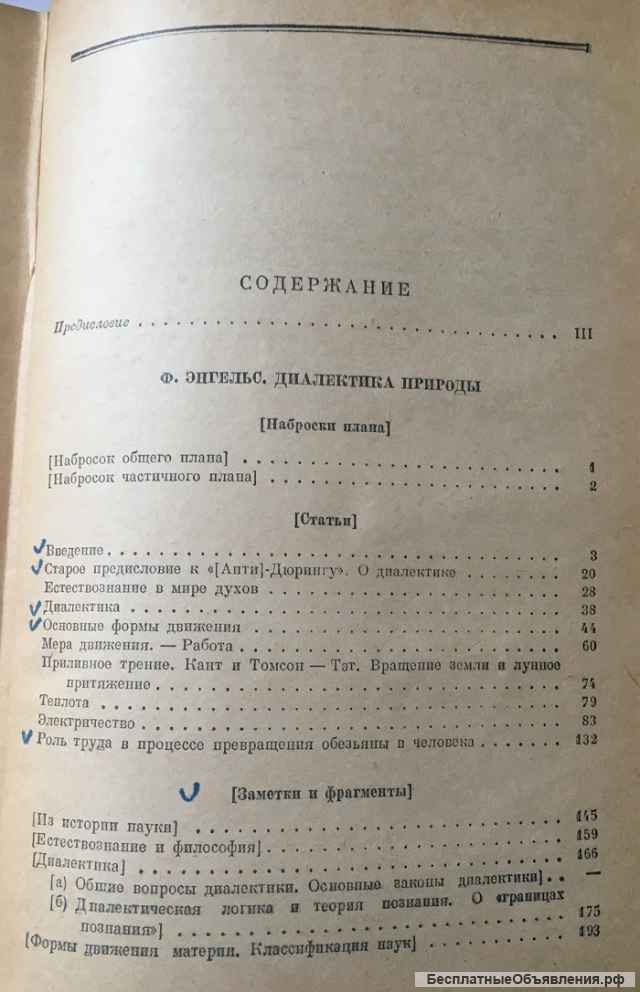 СОДЕРЖАНИЕ
Предисловие . . . . . . . . . . . . . . . . . . . . . . . . . . . . III
Ф. ЭНГЕЛЬС. ДИАЛЕКТИКА ПРИРОДЫ
[Наброски плана]
[Набросок общего плана] . . . . . . . . . . . . . . . . . . . . . 1
[Набросок частичного плана] . . . . . . . . . . . . . . . . . . . 2
[Статьи]
Введение . . . . . . . . . . . . . . . . . . . . . . . . . . . . . 3
Старое предисловие к «[Анти]-Дюрингу». О диалектике . . . . . . . 20
Естествознание в мире духов . . . . . . . . . . . . . . . . . . . 28
Диалектика . . . . . . . . . . . . . . . . . . . . . . . . . . . . 38
Основные формы движения . . . . . . . . . . . . . . . . . . . . . 44
Мера движения. — Работа . . . . . . . . . . . . . . . . . . . . . 60
Приливное трение. Кант и Томсон — Тэт. Вращение земли и лунное
притяжение . . . . . . . . . . . . . . . . . . . . . . . . . . . . 74
Теплота . . . . . . . . . . . . . . . . . . . . . . . . . . . . . 79
Электричество . . . . . . . . . . . . . . . . . . . . . . . . . . 83
Роль труда в процессе превращения обезьяны в человека . . . . . . 132
[Заметки и фрагменты]
[Из истории науки] . . . . . . . . . . . . . . . . . . . . . . . . 145
[Естествознание и философия] . . . . . . . . . . . . . . . . . . . 159
[Диалектика] . . . . . . . . . . . . . . . . . . . . . . . . . . . 166
[а) Общие вопросы диалектики. Основные законы диалектики] . . —
[б) Диалектическая логика и теория познания. О «границах
познания»] . . . . . . . . . . . . . . . . . . . . . . . . . . . . 175
[Формы движения материи. Классификация наук] . . . . . . . . . . 193
БесплатныеОбъявления.рф